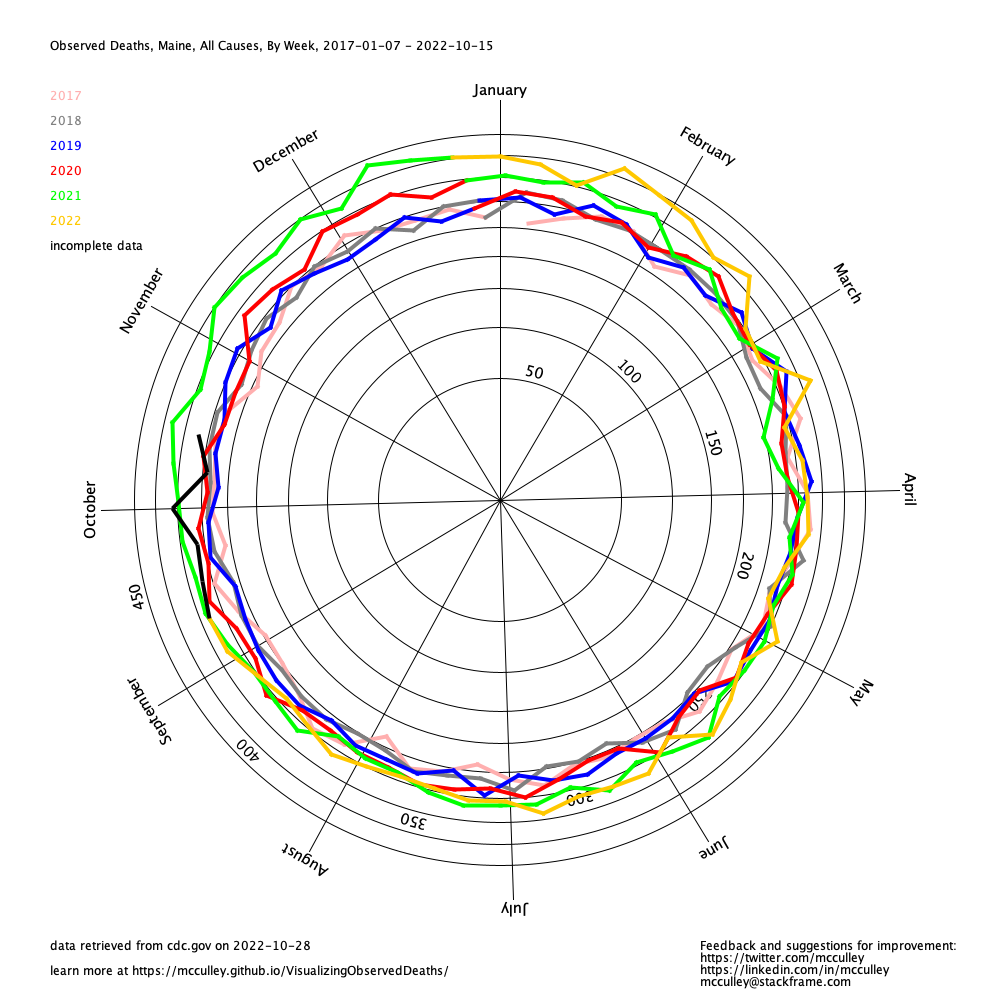 Observed Deaths, Maine, All Causes, By Week, 2017-01-07 - 2022-10-15
2017
2018
2019
2020
2021
2022
incomplete data
January
February
March
April
May
June
July
August
September
October
November
December
50
100
150
200
250
300
350
400
450
data retrieved from cdc.gov on 2022-10-28
learn more at https://mcculley.github.io/VisualizingObservedDeaths/
Feedback and suggestions for improvement:
https://twitter.com/mcculley
https://linkedin.com/in/mcculley
mcculley@stackframe.com